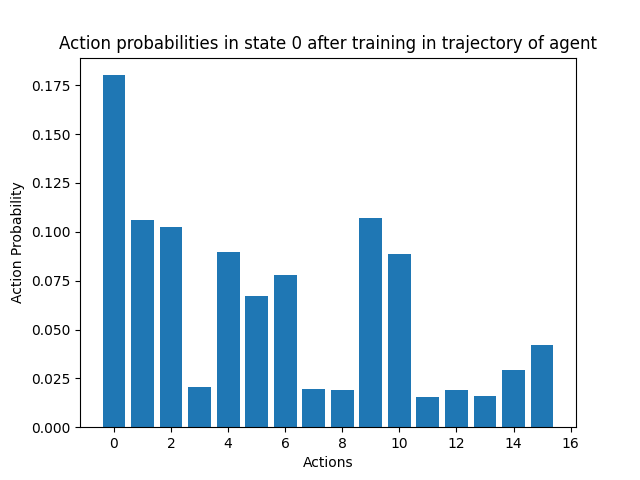 Action probabilities in state 0 after training in trajectory of agent
0.175
0.150
0.125
0.100
0.075
0.050
0.025
0.000
Action Probability
0 2 4 6 8 10 12 14 16
Actions